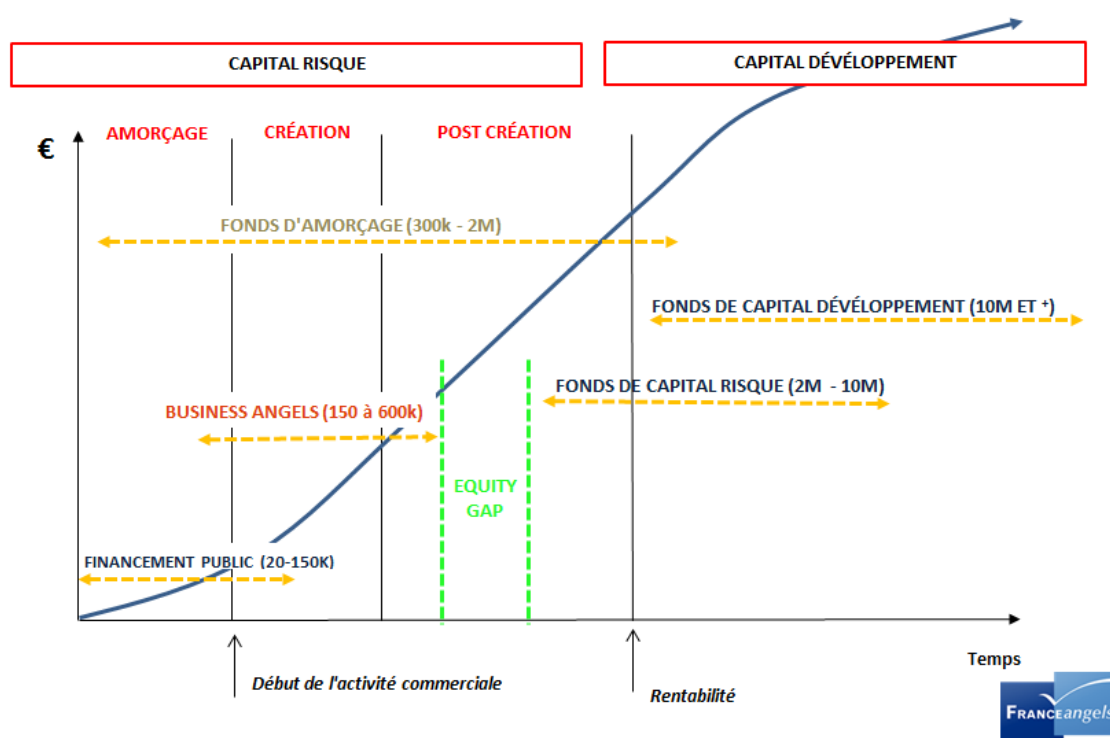 CAPITAL RISQUE
CAPITAL DÉVÉLOPPEMENT
€
AMORÇAGE
CRÉATION
POST CRÉATION
FONDS D'AMORÇAGE (300k - 2M)
FONDS DE CAPITAL DÉVÉLOPPEMENT (10M ET +)
FONDS DE CAPITAL RISQUE (2M - 10M)
BUSINESS ANGELS (150 à 600k)
EQUITY
GAP
FINANCEMENT PUBLIC (20-150K)
Temps
Début de l'activité commerciale
Rentabilité
FRANCEangels